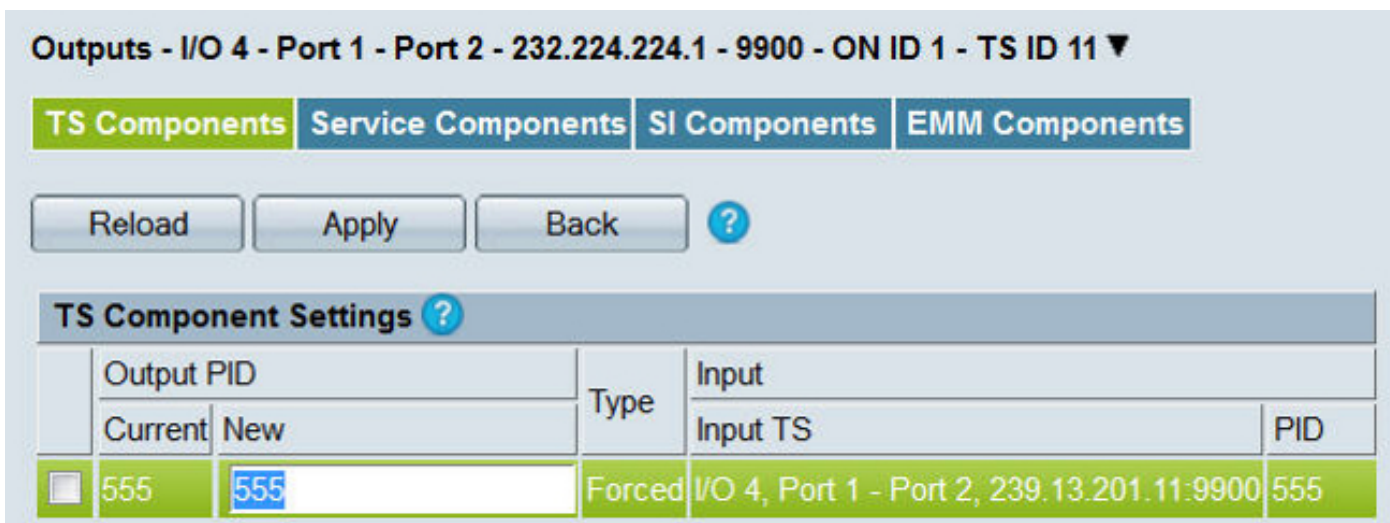 Outputs - I/O 4 - Port 1 - Port 2 - 232.224.224.1 - 9900 - ON ID 1 - TS ID 11 ▼
TS Components Service Components SI Components EMM Components
Reload Apply Back ?
TS Component Settings ?
Output PID Type Input
Current New Input TS PID
555 555 Forced I/O 4, Port 1 - Port 2, 239.13.201.11:9900 555